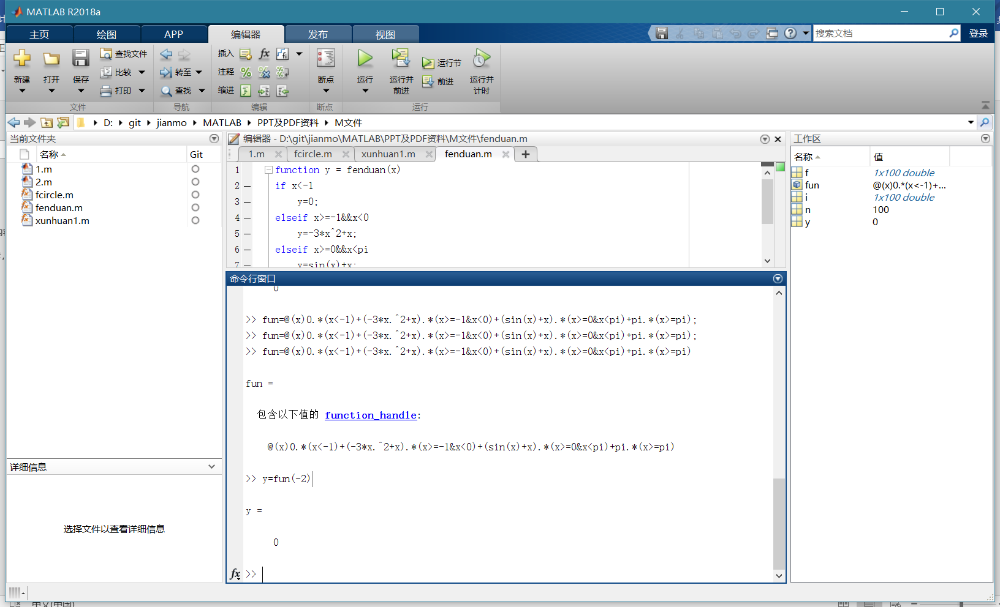 MATLAB R2018a
主页 绘图 APP 编辑器 发布 视图 搜索文档 登录
新建 打开 保存 查找文件 比较 打印 转至 查找 插入 fx 注释 缩进 断点 运行 运行并前进 运行节 前进 运行并计时
文件 导航 编辑 断点 运行
D: git jianmo MATLAB PPT及PDF资料 M文件
当前文件夹
名称 Git
1.m
2.m
fcircle.m
fenduan.m
xunhuan1.m
详细信息
选择文件以查看详细信息
编辑器 - D:\git\jianmo\MATLAB\PPT及PDF资料\M文件\fenduan.m
1.m fcircle.m xunhuan1.m fenduan.m +
1 function y = fenduan(x)
2 if x<-1
3 y=0;
4 elseif x>=-1&&x<0
5 y=-3*x^2+x;
6 elseif x>=0&&x<pi
7 y=sin(x)+x;
命令行窗口
0
>> fun=@(x)0.*(x<-1)+(-3*x.^2+x).*(x>=-1&x<0)+(sin(x)+x).*(x>=0&x<pi)+pi.*(x>=pi);
>> fun=@(x)0.*(x<-1)+(-3*x.^2+x).*(x>=-1&x<0)+(sin(x)+x).*(x>=0&x<pi)+pi.*(x>=pi);
>> fun=@(x)0.*(x<-1)+(-3*x.^2+x).*(x>=-1&x<0)+(sin(x)+x).*(x>=0&x<pi)+pi.*(x>=pi)
fun =
包含以下值的 function_handle:
@(x)0.*(x<-1)+(-3*x.^2+x).*(x>=-1&x<0)+(sin(x)+x).*(x>=0&x<pi)+pi.*(x>=pi)
>> y=fun(-2)
y =
0
fx >>
工作区
名称 值
f 1x100 double
fun @(x)0.*(x<-1)+...
i 1x100 double
n 100
y 0